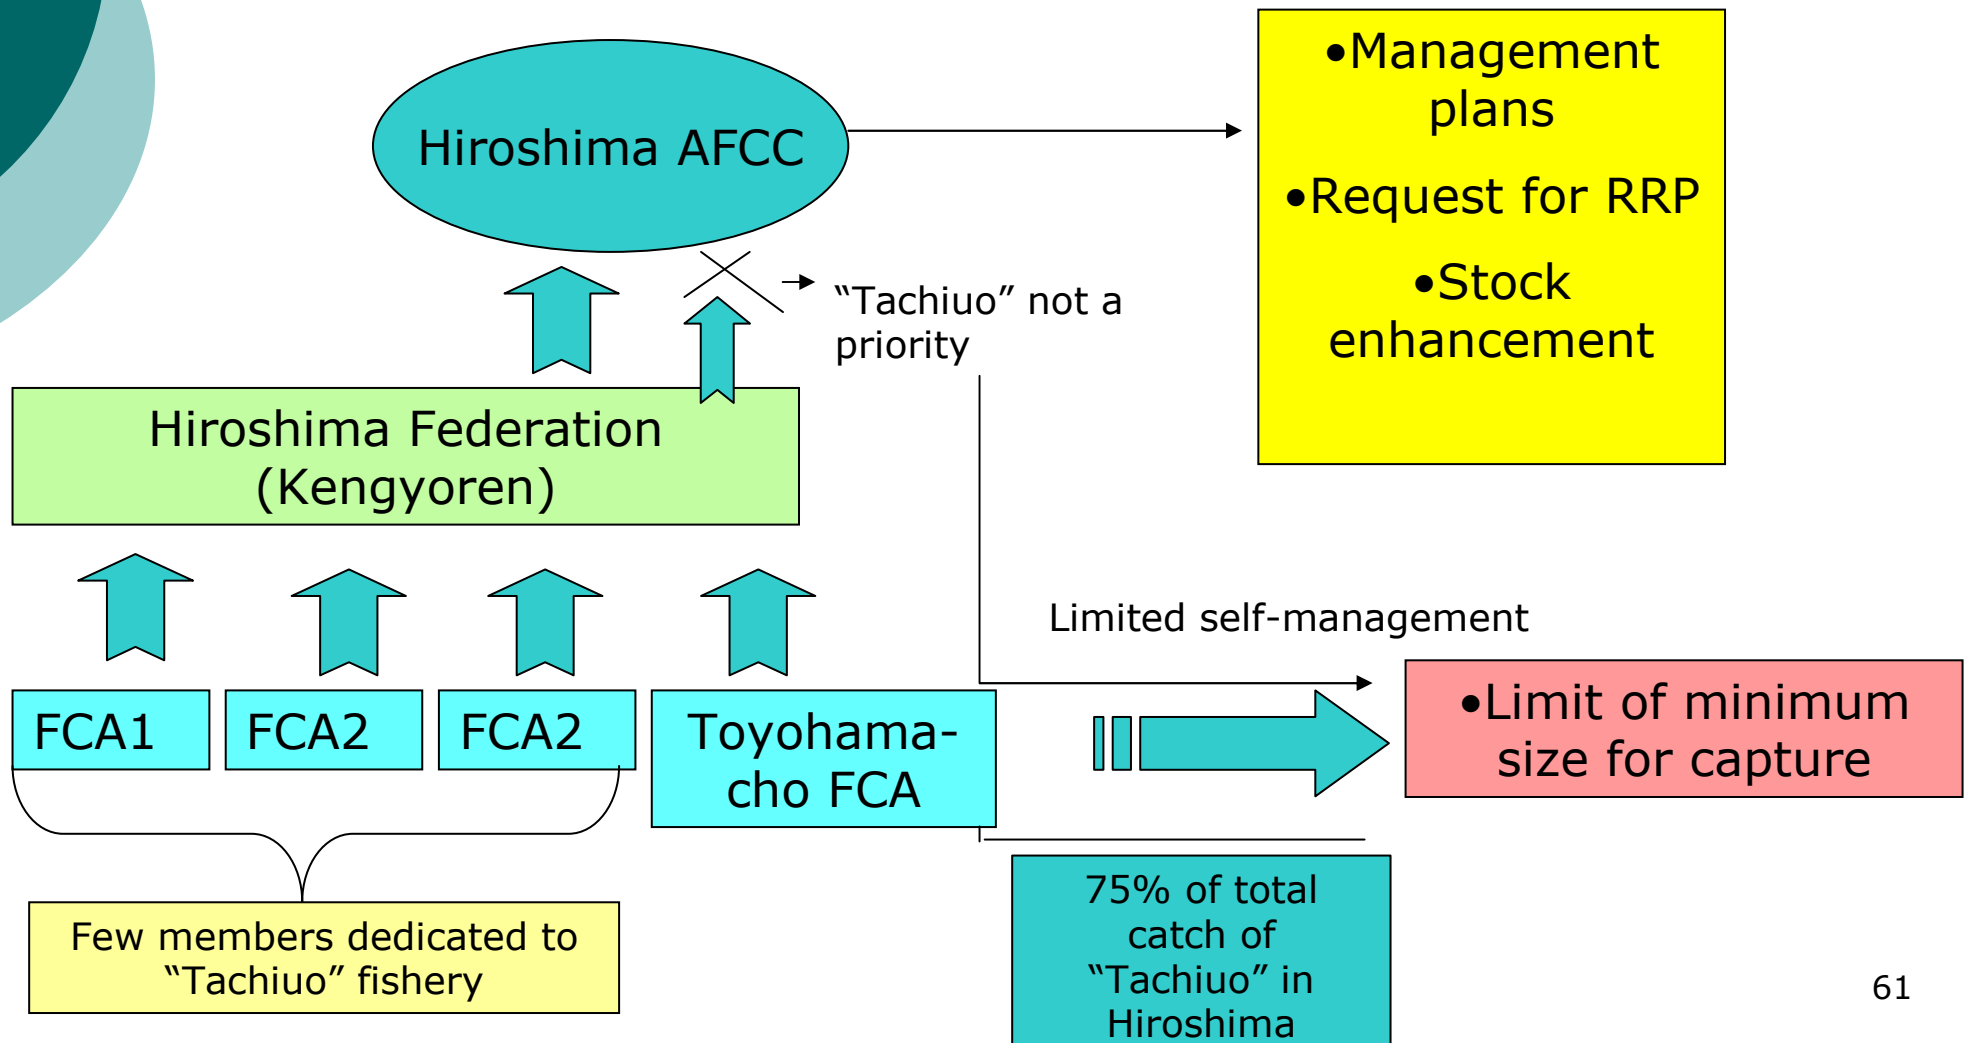 •Management
plans
•Request for RRP
•Stock
enhancement
Hiroshima AFCC
“Tachiuo” not a
priority
Hiroshima Federation
(Kengyoren)
Limited self-management
FCA1
FCA2
FCA2
Toyohama-
cho FCA
•Limit of minimum
size for capture
Few members dedicated to
“Tachiuo” fishery
75% of total
catch of
“Tachiuo” in
Hiroshima
61